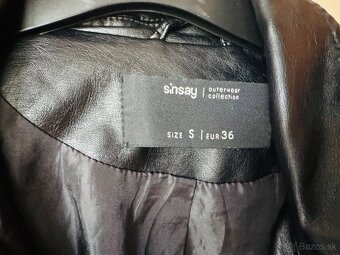 sinsay | outerwear
collection
SIZE S | EUR 36
Bazos.sk